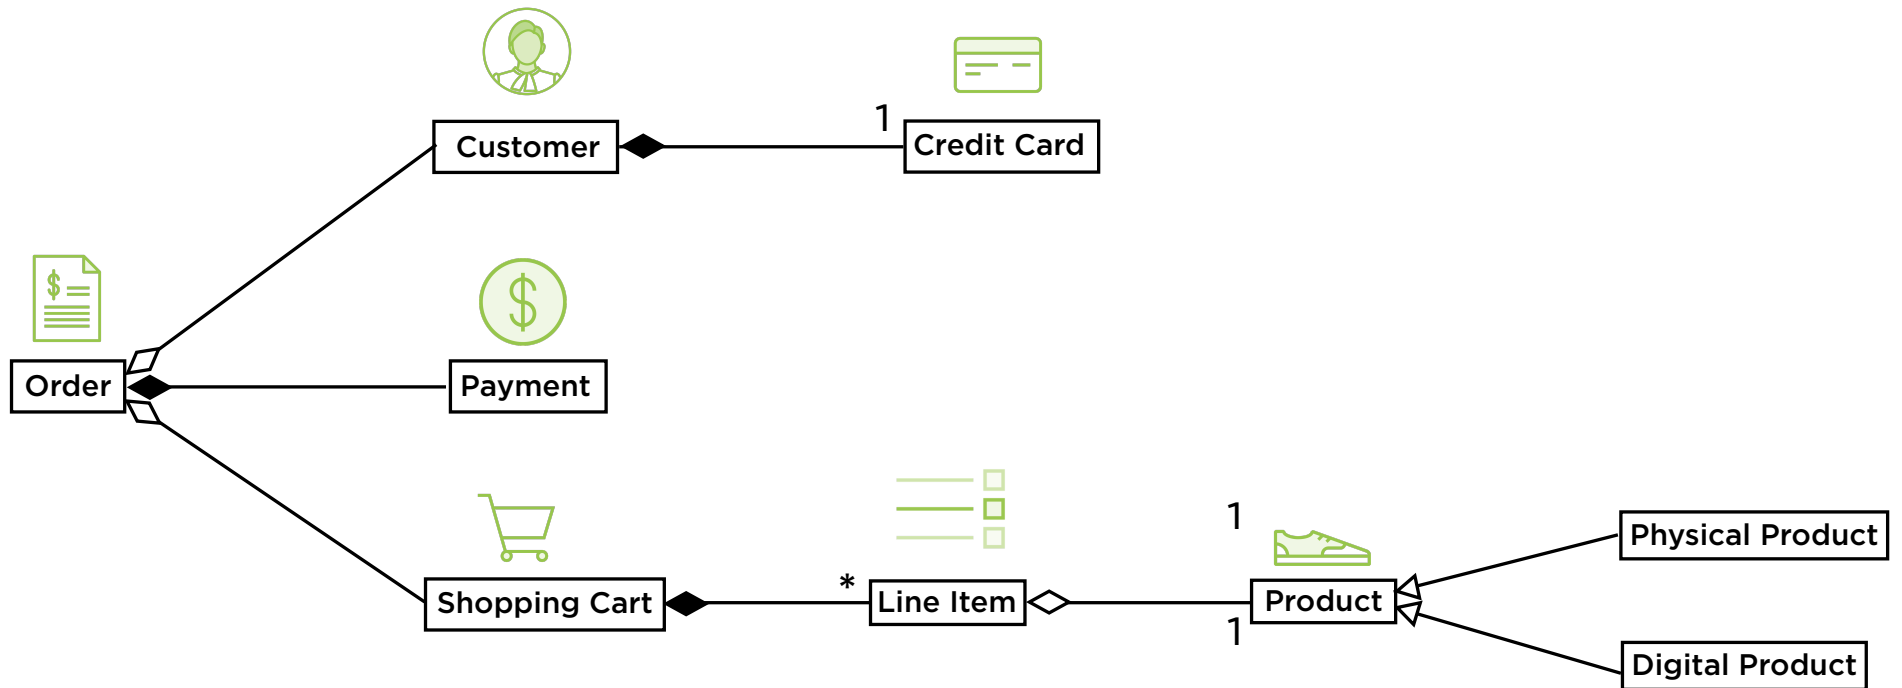 Customer
1
Credit Card
$
$
Order
Payment
1
Physical Product
*
Shopping Cart
Line Item
Product
1
Digital Product